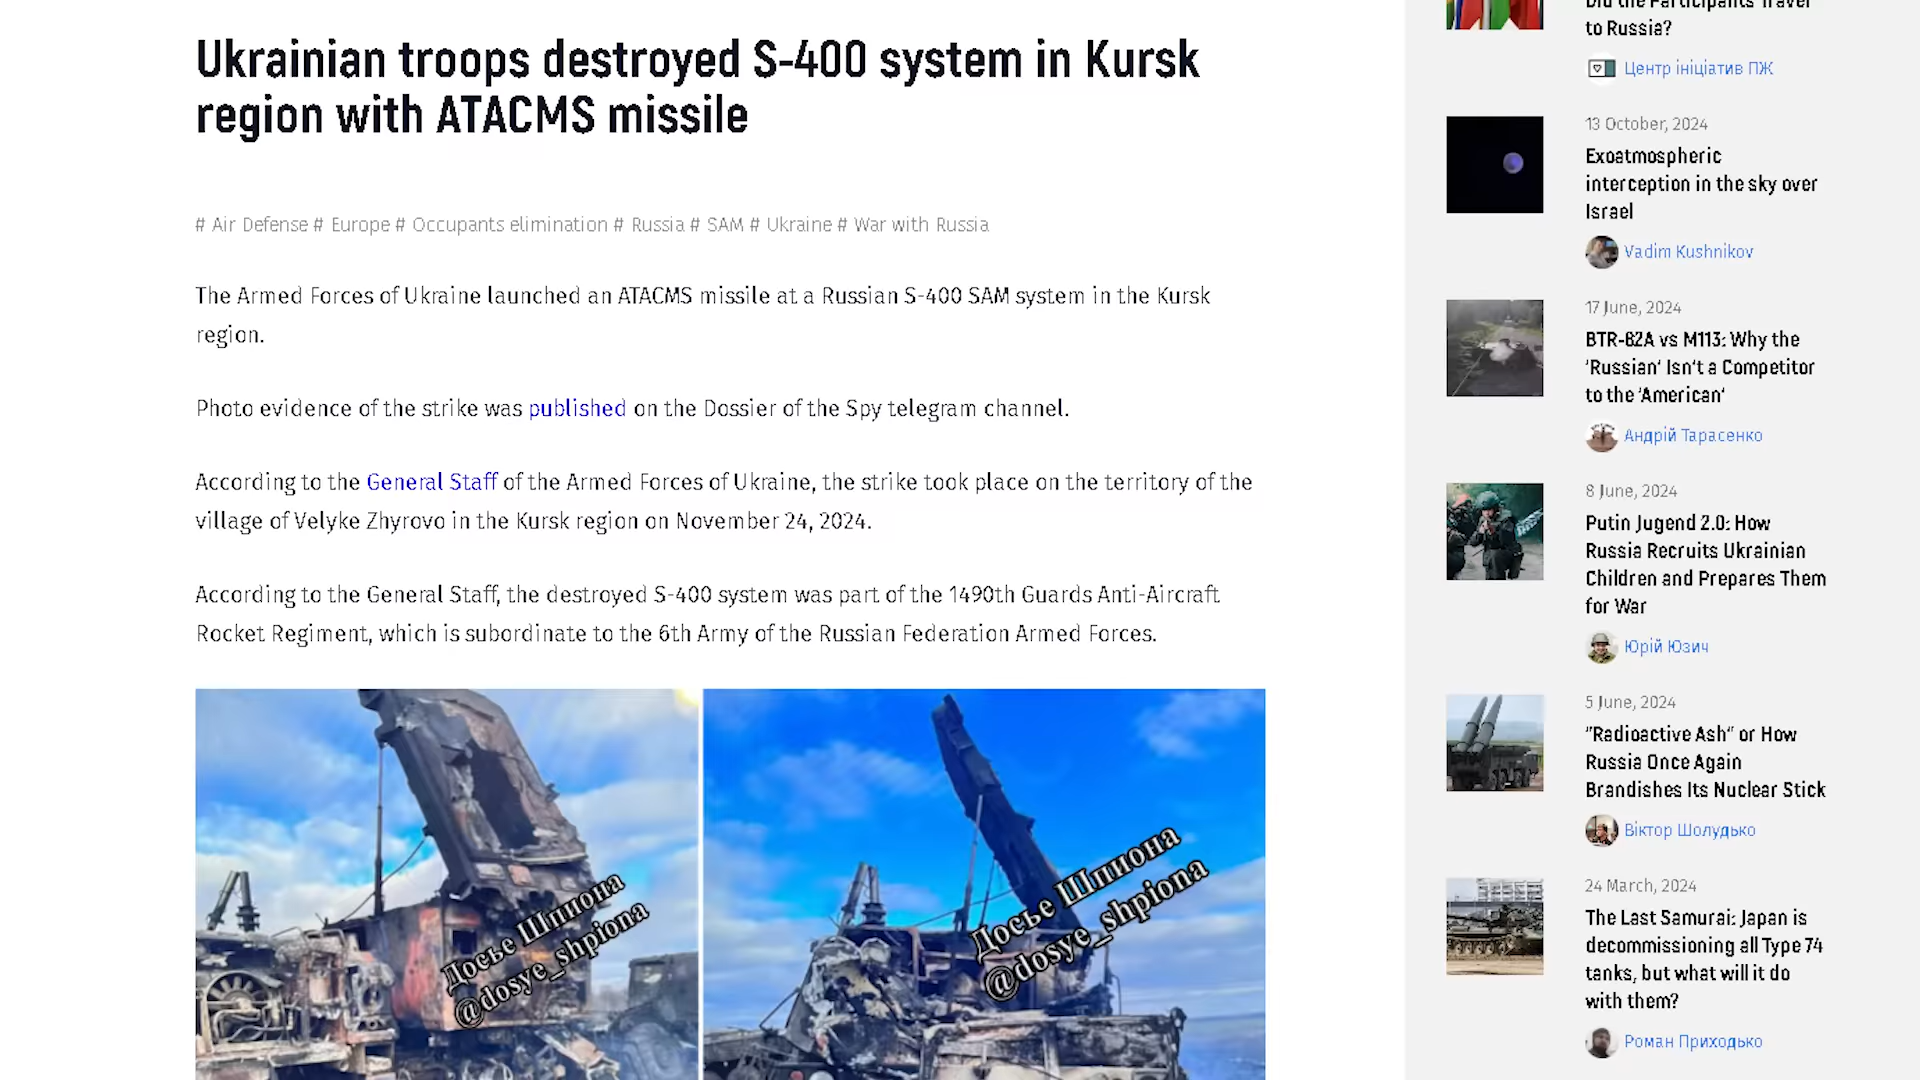 Ukrainian troops destroyed S-400 system in Kursk
region with ATACMS missile
# Air Defense # Europe # Occupants elimination # Russia # SAM # Ukraine # War with Russia
The Armed Forces of Ukraine launched an ATACMS missile at a Russian S-400 SAM system in the Kursk
region.
Photo evidence of the strike was published on the Dossier of the Spy telegram channel.
According to the General Staff of the Armed Forces of Ukraine, the strike took place on the territory of the
village of Velyke Zhyrovo in the Kursk region on November 24, 2024.
According to the General Staff, the destroyed S-400 system was part of the 1490th Guards Anti-Aircraft
Rocket Regiment, which is subordinate to the 6th Army of the Russian Federation Armed Forces.
Досье Шпиона
@dosye_shpiona
Досье Шпиона
@dosye_shpiona
Did the Participants Travel
to Russia?
Центр ініціатив ПЖ
13 October, 2024
Exoatmospheric
interception in the sky over
Israel
Vadim Kushnikov
17 June, 2024
BTR-82A vs M113: Why the
'Russian' Isn't a Competitor
to the 'American'
Андрій Тарасенко
8 June, 2024
Putin Jugend 2.0: How
Russia Recruits Ukrainian
Children and Prepares Them
for War
Юрій Юзич
5 June, 2024
"Radioactive Ash" or How
Russia Once Again
Brandishes Its Nuclear Stick
Віктор Шолудько
24 March, 2024
The Last Samurai: Japan is
decommissioning all Type 74
tanks, but what will it do
with them?
Роман Приходько